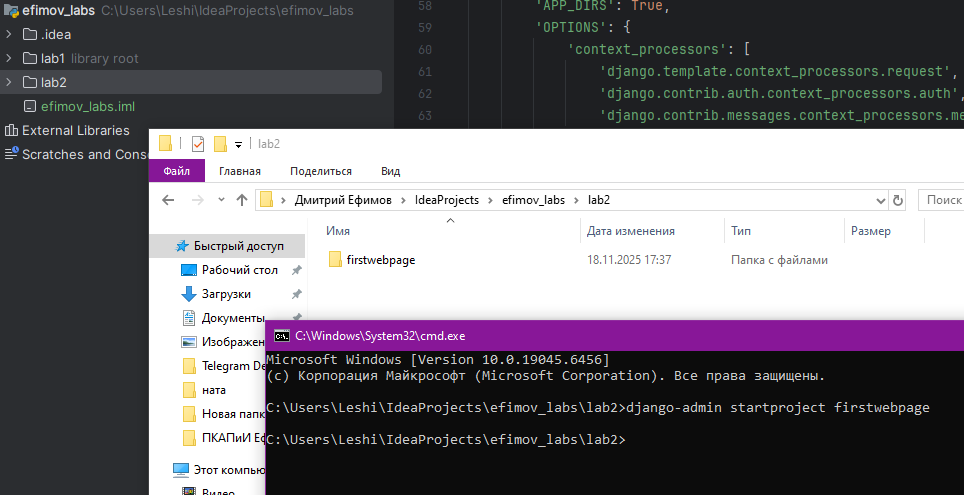 efimov_labs C:\Users\Leshi\IdeaProjects\efimov_labs
.idea
lab1 library root
lab2
efimov_labs.iml
External Libraries
Scratches and Cons
58 'APP_DIRS': True,
59 'OPTIONS': {
60 'context_processors': [
61 'django.template.context_processors.request',
62 'django.contrib.auth.context_processors.auth',
63 'django.contrib.messages.context_processors.me
lab2
Файл Главная Поделиться Вид
Дмитрий Ефимов IdeaProjects efimov_labs lab2
Поиск
Быстрый доступ
Рабочий стол
Загрузки
Документы
Изображен
Telegram De
ната
Новая папк
ПКАПиИ Еф
Этот компью
Видео
Имя Дата изменения Тип Размер
firstwebpage 18.11.2025 17:37 Папка с файлами
C:\Windows\System32\cmd.exe
Microsoft Windows [Version 10.0.19045.6456]
(c) Корпорация Майкрософт (Microsoft Corporation). Все права защищены.
C:\Users\Leshi\IdeaProjects\efimov_labs\lab2>django-admin startproject firstwebpage
C:\Users\Leshi\IdeaProjects\efimov_labs\lab2>